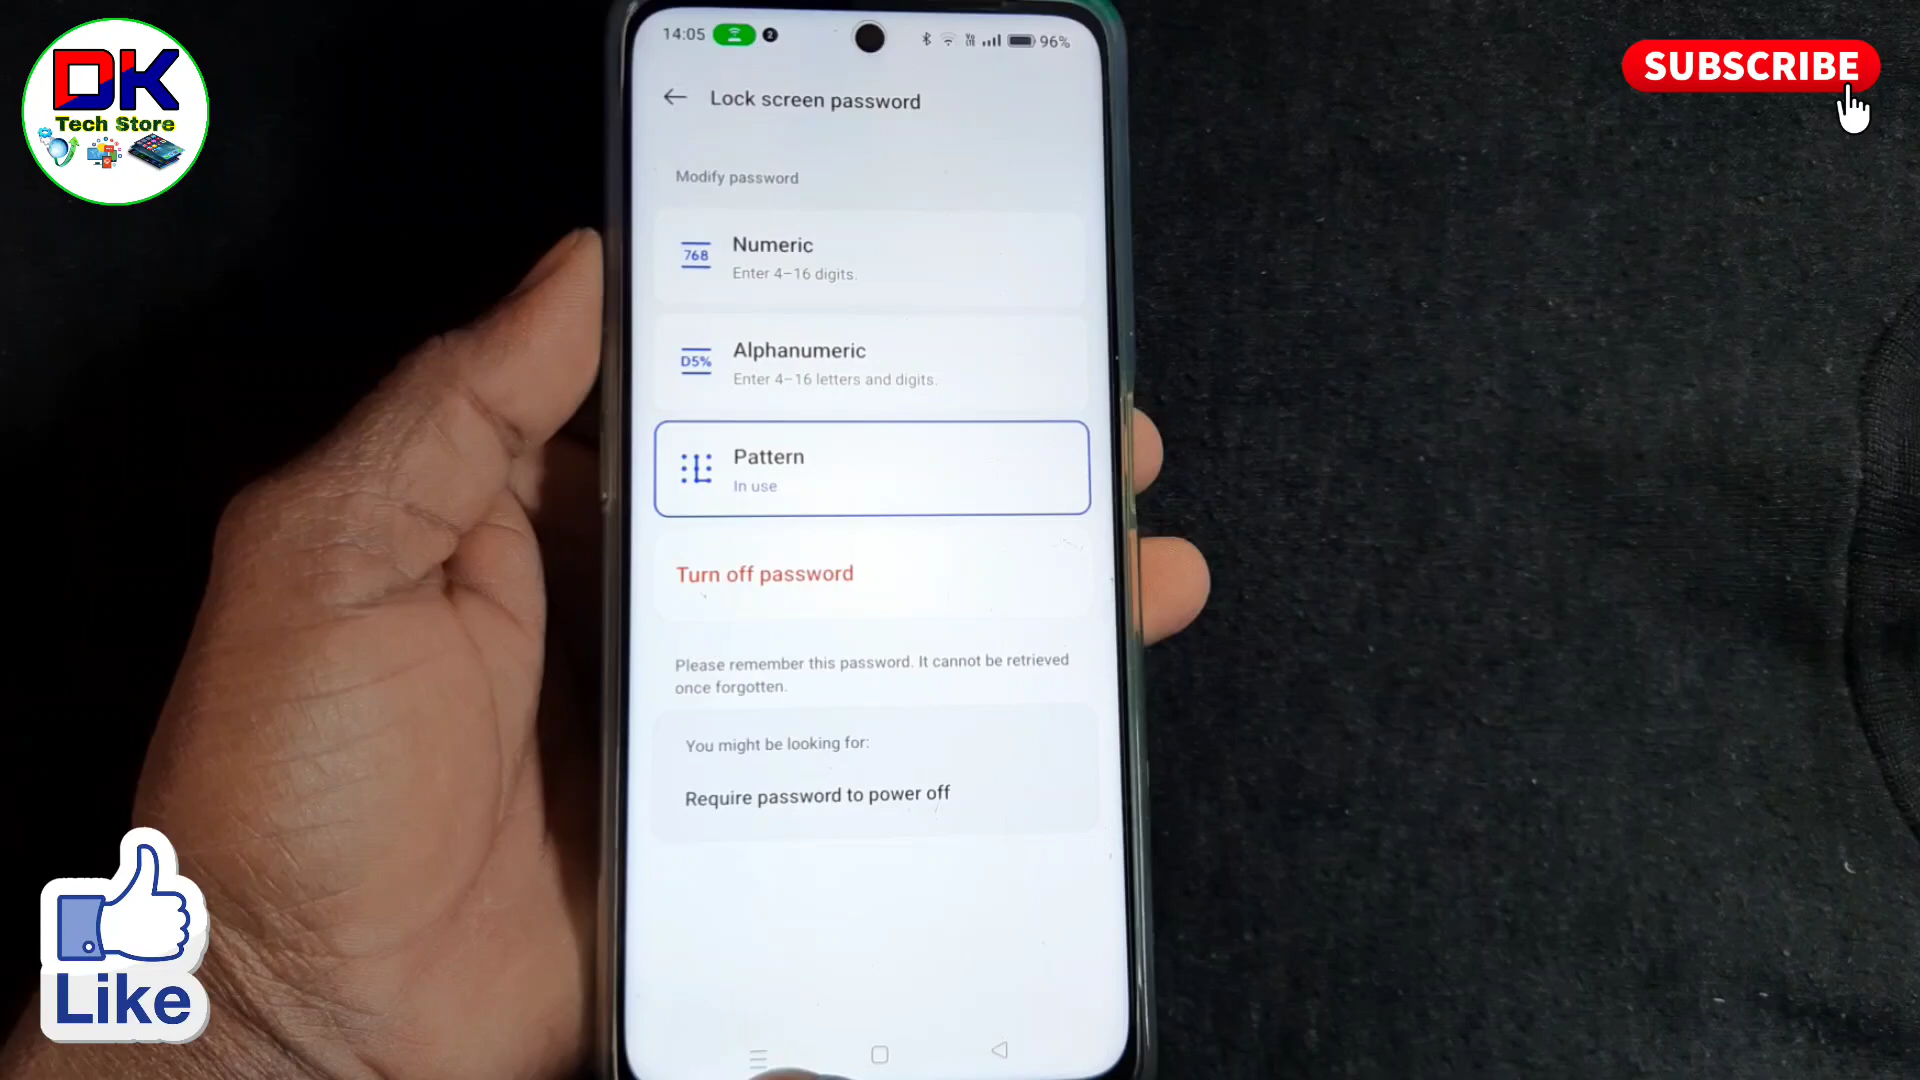 DK
Tech Store
SUBSCRIBE
14:05
2
96%
Lock screen password
Modify password
768
Numeric
Enter 4-16 digits.
D5%
Alphanumeric
Enter 4-16 letters and digits.
Pattern
In use
Turn off password
Please remember this password. It cannot be retrieved
once forgotten.
You might be looking for:
Require password to power off
Like